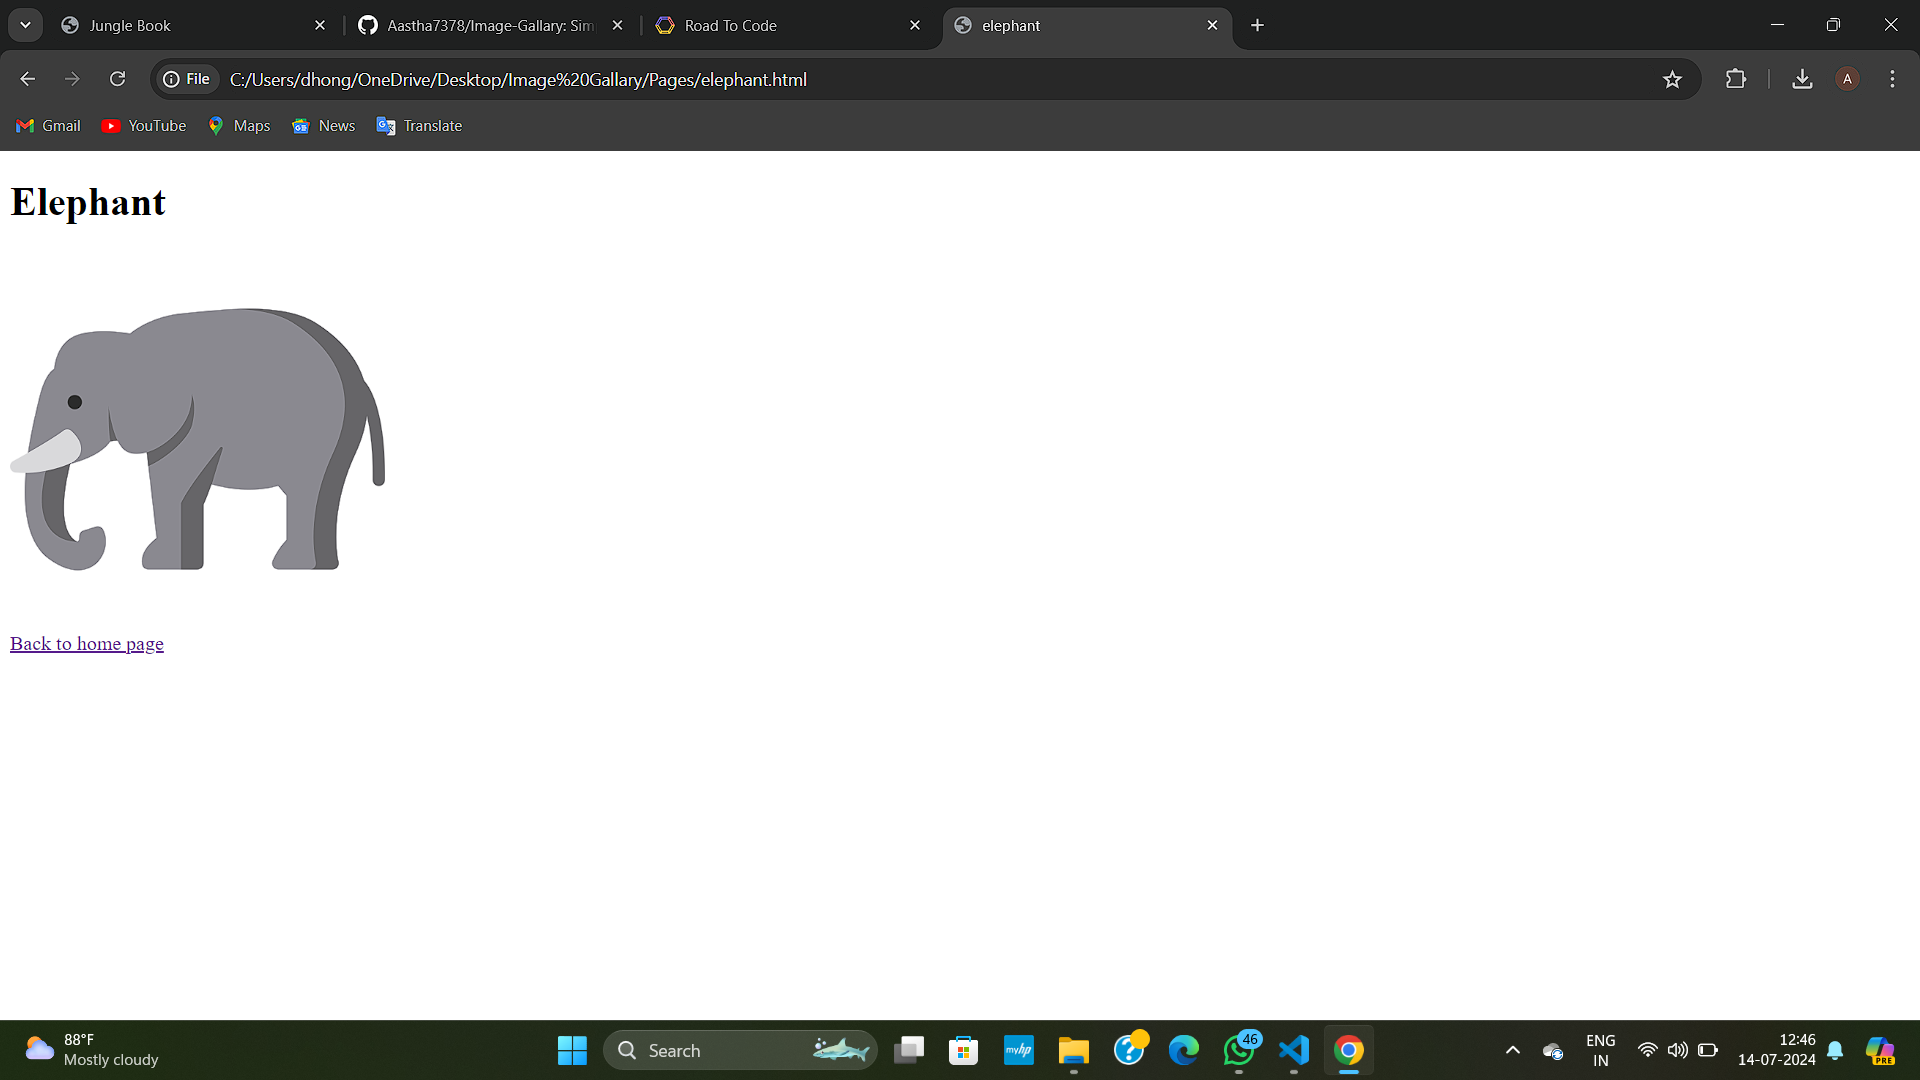 Jungle Book
Aastha7378/Image-Gallary: Sim
Road To Code
elephant
File
C:/Users/dhong/OneDrive/Desktop/Image%20Gallary/Pages/elephant.html
A
Gmail
YouTube
Maps
News
Translate
Elephant
Back to home page
88°F
Mostly cloudy
Search
myhp
46
ENG
IN
12:46
14-07-2024
PRE